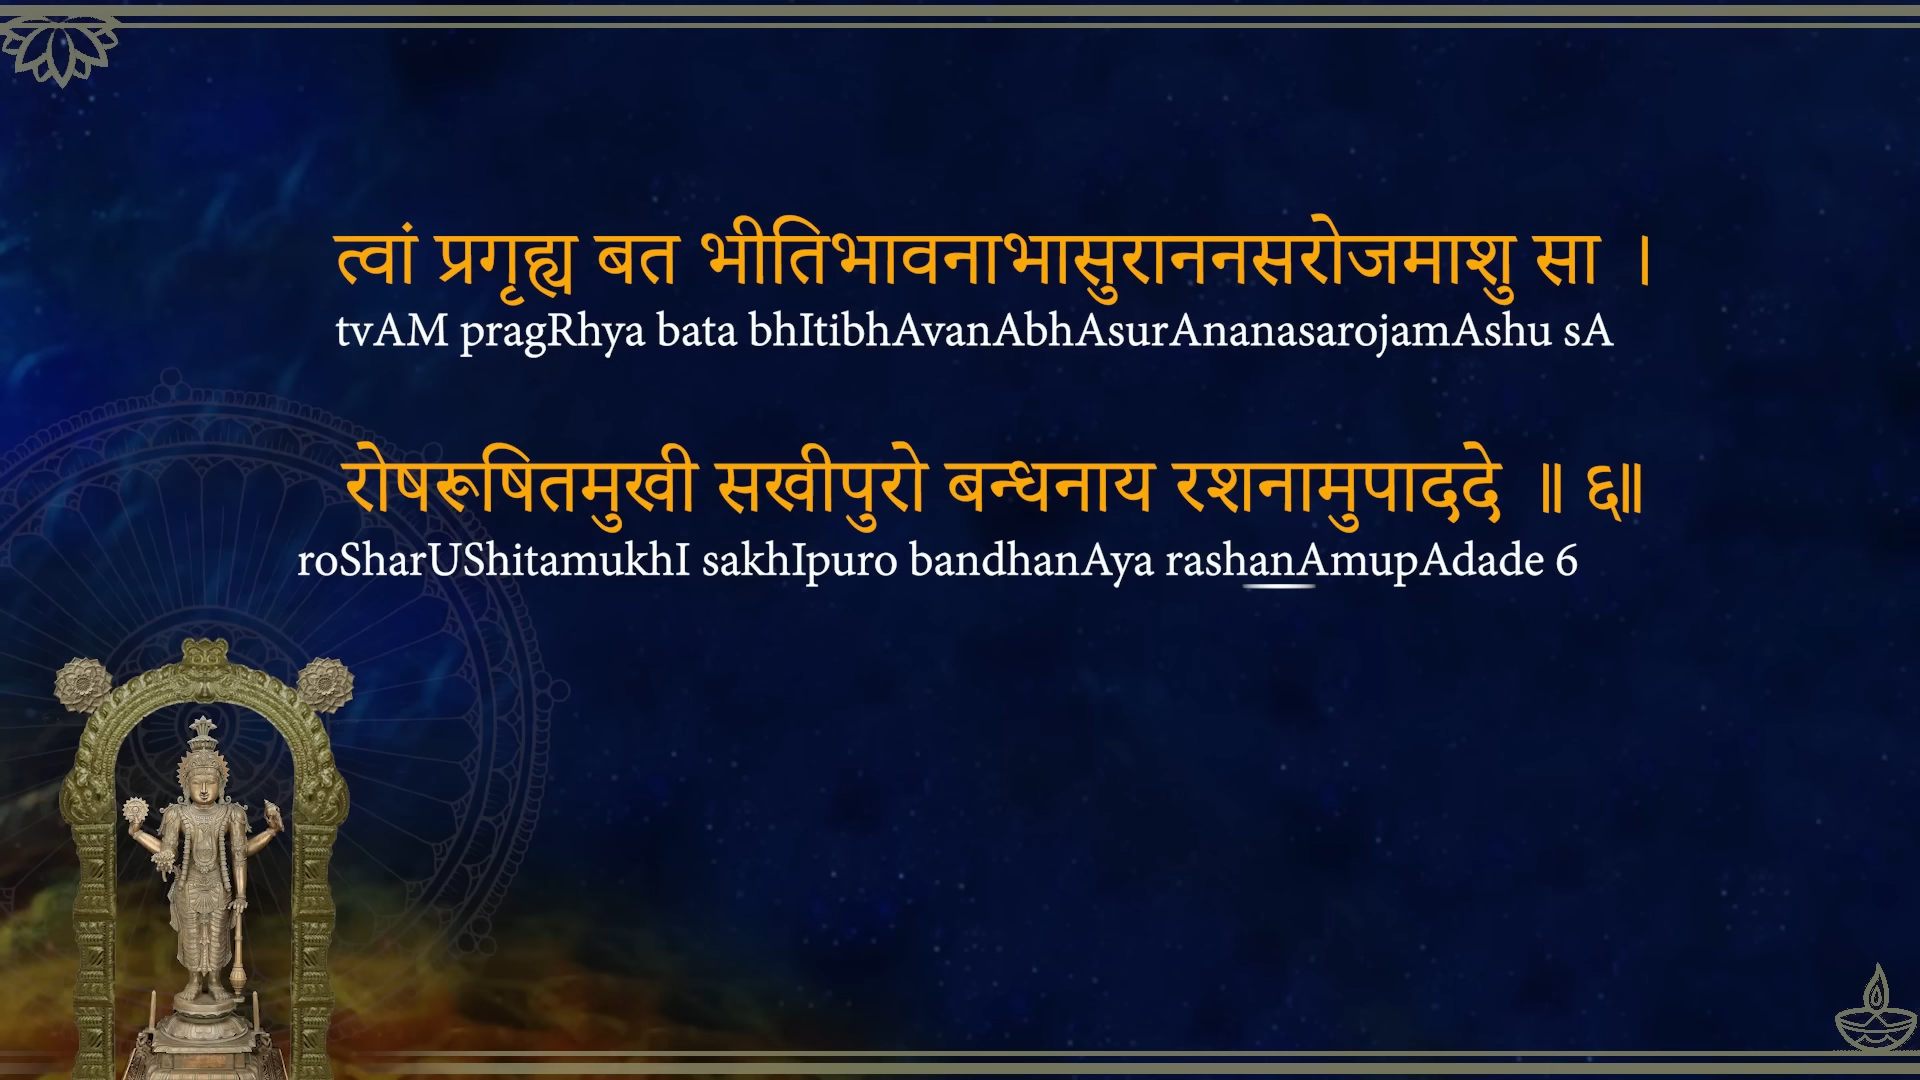 त्वां प्रगृह्य बत भीतिभावनाभासुराननसरोजमाशु सा ।
tvAM pragRhya bata bhItibhAvanAbhAsurAnanasarojamAshu sA
रोषरूषितमुखी सखीपुरो बन्धनाय रशनामुपाददे ॥ ६॥
roSharUShitamukhI sakhIpuro bandhanAya rashanAmupAdade 6